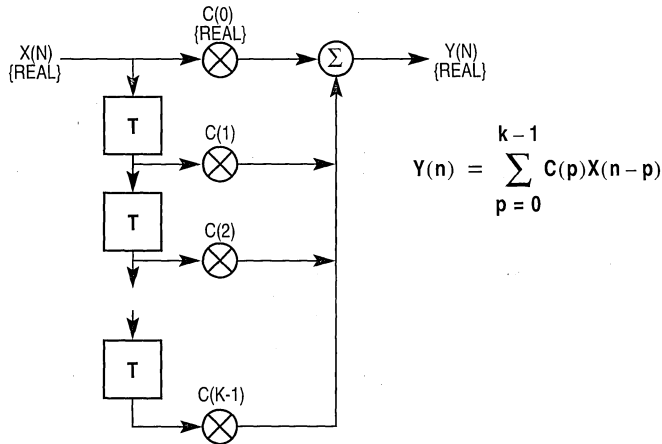 C(0)
{REAL}
X(N)
{REAL}
Σ
Y(N)
{REAL}
T
C(1)
T
C(2)
T
C(K-1)
k – 1
Y(n) = ∑ C(p)X(n – p)
p = 0